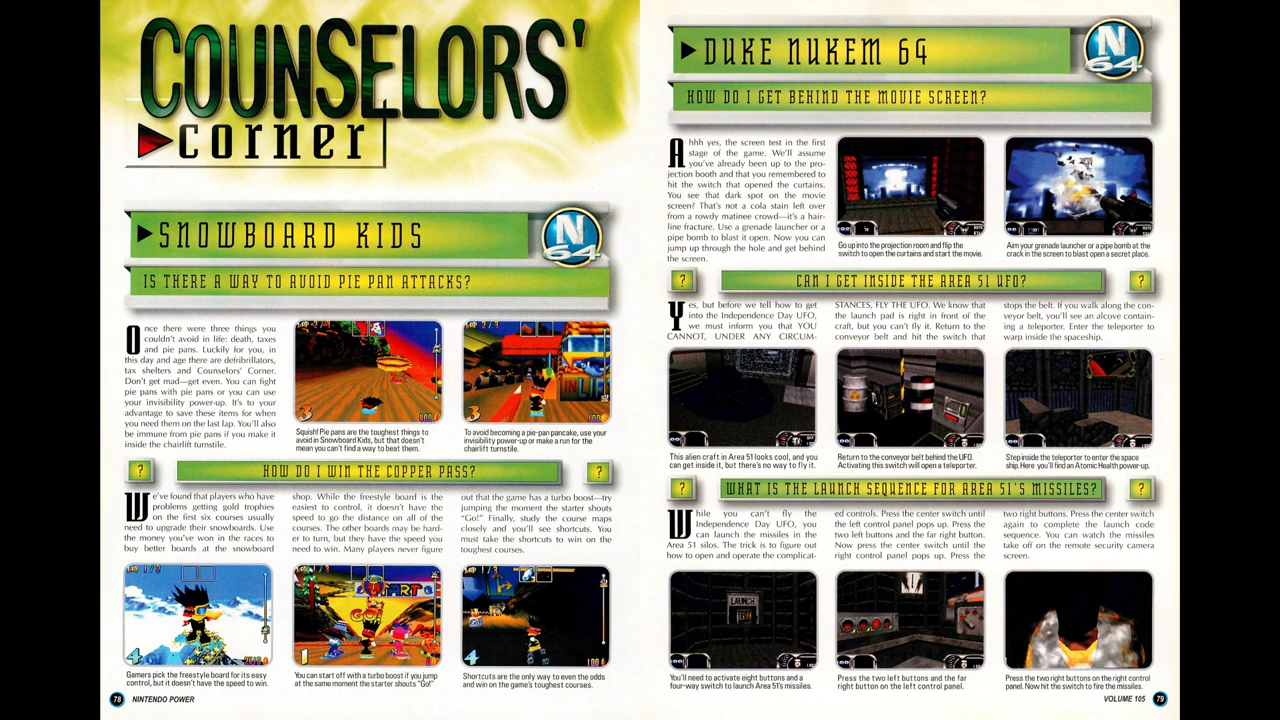 COUNSELORS'
corner
SNOWBOARD KIDS
N
64
IS THERE A WAY TO AVOID PIE PAN ATTACKS?
Once there were three things you
couldn't avoid in life: death, taxes
and pie pans. Luckily for you, in
this day and age there are defribrillators,
tax shelters and Counselors' Corner.
Don't get mad—get even. You can fight
pie pans with pie pans or you can use
your invisibility power-up. It's to your
advantage to save these items for when
you need them on the last lap. You'll also
be immune from pie pans if you make it
inside the chairlift turnstile.
Squish! Pie pans are the toughest things to
avoid in Snowboard Kids, but that doesn't
mean you can't find a way to beat them.
To avoid becoming a pie-pan pancake, use your
invisibility power-up or make a run for the
chairlift turnstile.
?
HOW DO I WIN THE COPPER PASS?
?
We've found that players who have
problems getting gold trophies
on the first six courses usually
need to upgrade their snowboards. Use
the money you've won in the races to
buy better boards at the snowboard
shop. While the freestyle board is the
easiest to control, it doesn't have the
speed to go the distance on all of the
courses. The other boards may be hard-
er to turn, but they have the speed you
need to win. Many players never figure
out that the game has a turbo boost—try
jumping the moment the starter shouts
"Go!" Finally, study the course maps
closely and you'll see shortcuts. You
must take the shortcuts to win on the
toughest courses.
Gamers pick the freestyle board for its easy
control, but it doesn't have the speed to win.
You can start off with a turbo boost if you jump
at the same moment the starter shouts "Go!"
Shortcuts are the only way to even the odds
and win on the game's toughest courses.
78 NINTENDO POWER
DUKE NUKEM 64
N
64
HOW DO I GET BEHIND THE MOVIE SCREEN?
Ahhh yes, the screen test in the first
stage of the game. We'll assume
you've already been up to the pro-
jection booth and that you remembered to
hit the switch that opened the curtains.
You see that dark spot on the movie
screen? That's not a cola stain left over
from a rowdy matinee crowd—it's a hair-
line fracture. Use a grenade launcher or a
pipe bomb to blast it open. Now you can
jump up through the hole and get behind
the screen.
Go up into the projection room and flip the
switch to open the curtains and start the movie.
Aim your grenade launcher or a pipe bomb at the
crack in the screen to blast open a secret place.
?
CAN I GET INSIDE THE AREA 51 UFO?
?
Yes, but before we tell how to get
into the Independence Day UFO,
we must inform you that YOU
CANNOT, UNDER ANY CIRCUM-
STANCES, FLY THE UFO. We know that
the launch pad is right in front of the
craft, but you can't fly it. Return to the
conveyor belt and hit the switch that
stops the belt. If you walk along the con-
veyor belt, you'll see an alcove contain-
ing a teleporter. Enter the teleporter to
warp inside the spaceship.
This alien craft in Area 51 looks cool, and you
can get inside it, but there's no way to fly it.
Return to the conveyor belt behind the UFO.
Activating this switch will open a teleporter.
Step inside the teleporter to enter the space
ship. Here you'll find an Atomic Health power-up.
?
WHAT IS THE LAUNCH SEQUENCE FOR AREA 51'S MISSILES?
?
While you can't fly the
Independence Day UFO, you
can launch the missiles in the
Area 51 silos. The trick is to figure out
how to open and operate the complicat-
ed controls. Press the center switch until
the left control panel pops up. Press the
two left buttons and the far right button.
Now press the center switch until the
right control panel pops up. Press the
two right buttons. Press the center switch
again to complete the launch code
sequence. You can watch the missiles
take off on the remote security camera
screen.
LAUNCH
You'll need to activate eight buttons and a
four-way switch to launch Area 51's missiles.
Press the two left buttons and the far
right button on the left control panel.
Press the two right buttons on the right control
panel. Now hit the switch to fire the missiles.
VOLUME 105 79